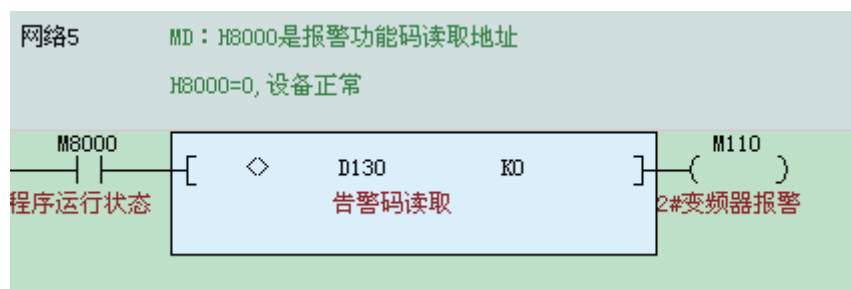 网络5 MD：H8000是报警功能码读取地址
H8000=0,设备正常
M8000 M110
<> D130 K0
程序运行状态 告警码读取 2#变频器报警